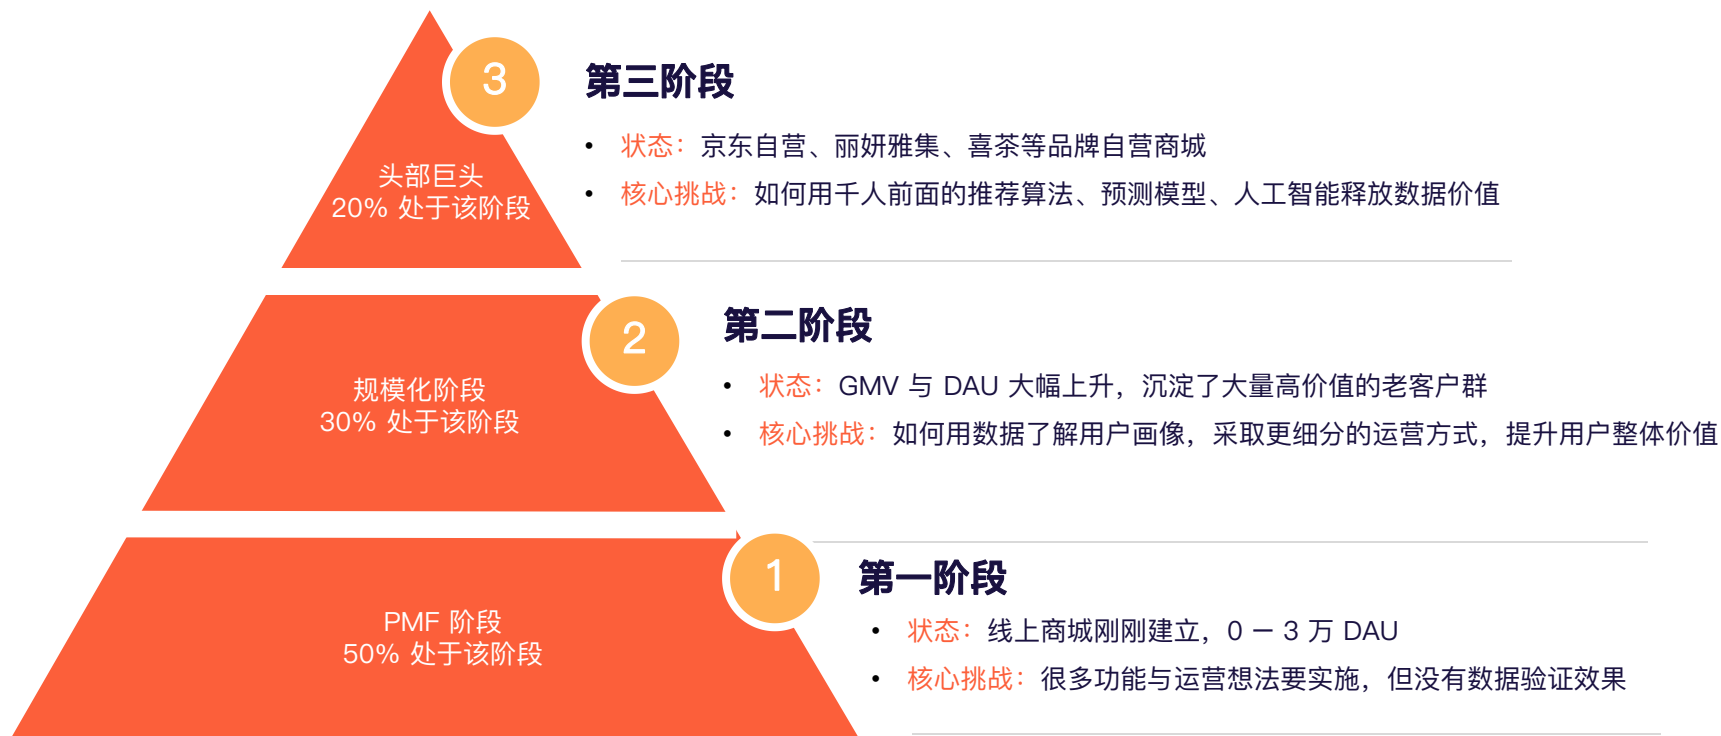 3
第三阶段
• 状态：京东自营、丽妍雅集、喜茶等品牌自营商城
• 核心挑战：如何用千人前面的推荐算法、预测模型、人工智能释放数据价值
头部巨头
20% 处于该阶段
2
第二阶段
• 状态：GMV 与 DAU 大幅上升，沉淀了大量高价值的老客户群
• 核心挑战：如何用数据了解用户画像，采取更细分的运营方式，提升用户整体价值
规模化阶段
30% 处于该阶段
1
第一阶段
• 状态：线上商城刚刚建立，0 — 3 万 DAU
• 核心挑战：很多功能与运营想法要实施，但没有数据验证效果
PMF 阶段
50% 处于该阶段